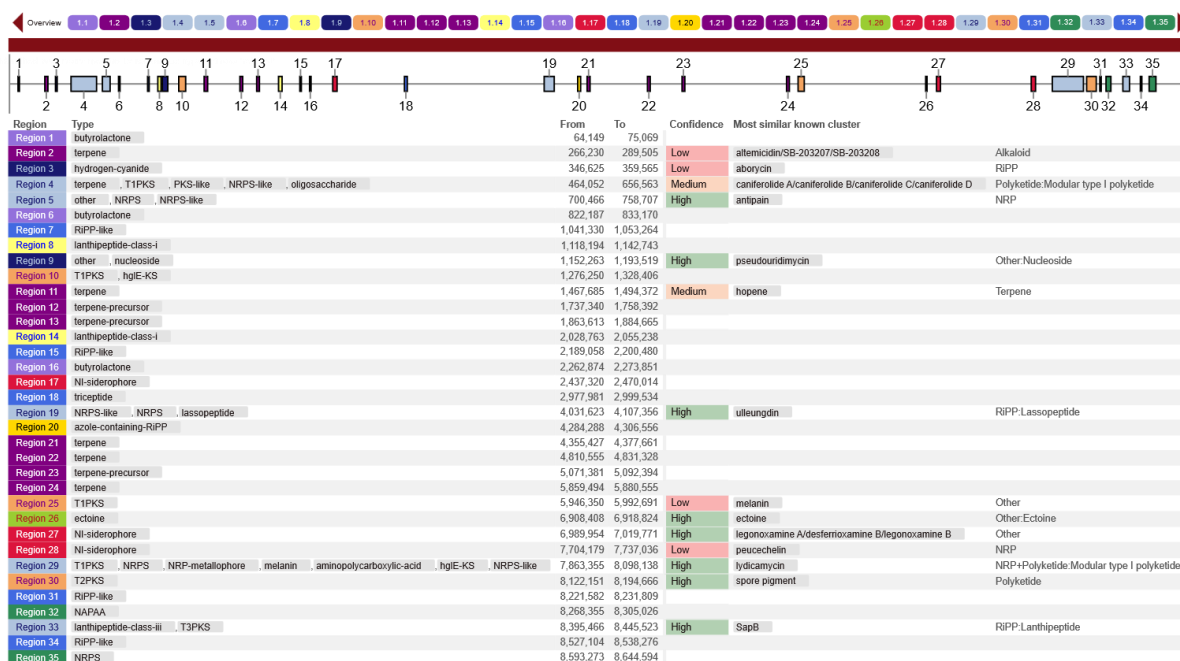 Overview 1.1 1.2 1.3 1.4 1.5 1.6 1.7 1.8 1.9 1.10 1.11 1.12 1.13 1.14 1.15 1.16 1.17 1.18 1.19 1.20 1.21 1.22 1.23 1.24 1.25 1.26 1.27 1.28 1.29 1.30 1.31 1.32 1.33 1.34 1.35
1 3 5 7 9 11 13 15 17 19 21 23 25 27 29 31 33 35
2 4 6 8 10 12 14 16 18 20 22 24 26 28 30 32 34
Region Type From To Confidence Most similar known cluster
Region 1 butyrolactone 64,149 75,069
Region 2 terpene 266,230 289,505 Low altemicidin/SB-203207/SB-203208 Alkaloid
Region 3 hydrogen-cyanide 346,625 359,565 Low aborycin RiPP
Region 4 terpene , T1PKS , PKS-like , NRPS-like , oligosaccharide 464,052 656,563 Medium caniferolide A/caniferolide B/caniferolide C/caniferolide D Polyketide:Modular type I polyketide
Region 5 other , NRPS , NRPS-like 700,466 758,707 High antipain NRP
Region 6 butyrolactone 822,187 833,170
Region 7 RiPP-like 1,041,330 1,053,264
Region 8 lanthipeptide-class-i 1,118,194 1,142,743
Region 9 other , nucleoside 1,152,263 1,193,519 High pseudouridimycin Other:Nucleoside
Region 10 T1PKS , hglE-KS 1,276,250 1,328,406
Region 11 terpene 1,467,685 1,494,372 Medium hopene Terpene
Region 12 terpene-precursor 1,737,340 1,758,392
Region 13 terpene-precursor 1,863,613 1,884,665
Region 14 lanthipeptide-class-i 2,028,763 2,055,238
Region 15 RiPP-like 2,189,058 2,200,480
Region 16 butyrolactone 2,262,874 2,273,851
Region 17 NI-siderophore 2,437,320 2,470,014
Region 18 triceptide 2,977,981 2,999,534
Region 19 NRPS-like , NRPS , lassopeptide 4,031,623 4,107,356 High ulleungdin RiPP:Lassopeptide
Region 20 azole-containing-RiPP 4,284,288 4,306,556
Region 21 terpene 4,355,427 4,377,661
Region 22 terpene 4,810,555 4,831,328
Region 23 terpene-precursor 5,071,381 5,092,394
Region 24 terpene 5,859,494 5,880,555
Region 25 T1PKS 5,946,350 5,992,691 Low melanin Other
Region 26 ectoine 6,908,408 6,918,824 High ectoine Other:Ectoine
Region 27 NI-siderophore 6,989,954 7,019,771 High legonoxamine A/desferrioxamine B/legonoxamine B Other
Region 28 NI-siderophore 7,704,179 7,737,036 Low peucechelin NRP
Region 29 T1PKS , NRPS , NRP-metallophore , melanin , aminopolycarboxylic-acid , hglE-KS , NRPS-like 7,863,355 8,098,138 High lydicamycin NRP+Polyketide:Modular type I polyketide
Region 30 T2PKS 8,122,151 8,194,666 High spore pigment Polyketide
Region 31 RiPP-like 8,221,582 8,231,809
Region 32 NAPAA 8,268,355 8,305,026
Region 33 lanthipeptide-class-iii , T3PKS 8,395,466 8,445,523 High SapB RiPP:Lanthipeptide
Region 34 RiPP-like 8,527,104 8,538,276
Region 35 NRPS 8,593,273 8,644,594